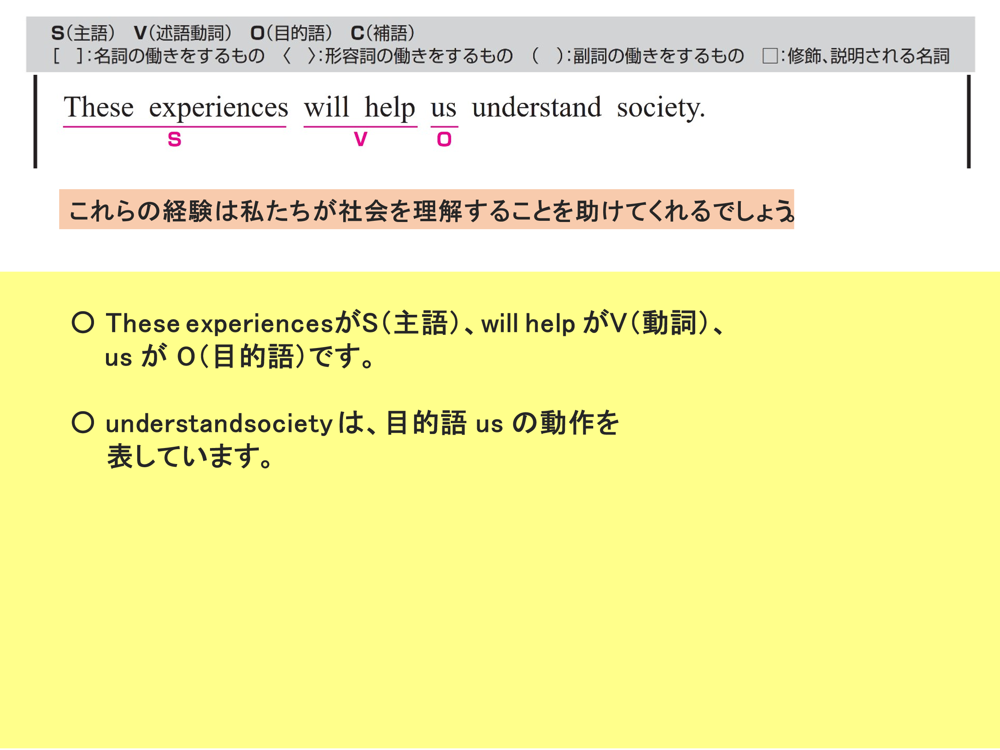 S（主語）　V（述語動詞）　O（目的語）　C（補語）
［　］：名詞の働きをするもの　〈　〉：形容詞の働きをするもの　（　）：副詞の働きをするもの　□：修飾、説明される名詞
These experiences will help us understand society.
S V O
これらの経験は私たちが社会を理解することを助けてくれるでしょう。
○ These experiencesがS（主語）、will help がV（動詞）、
us が O（目的語）です。
○ understandsociety は、目的語 us の動作を
表しています。